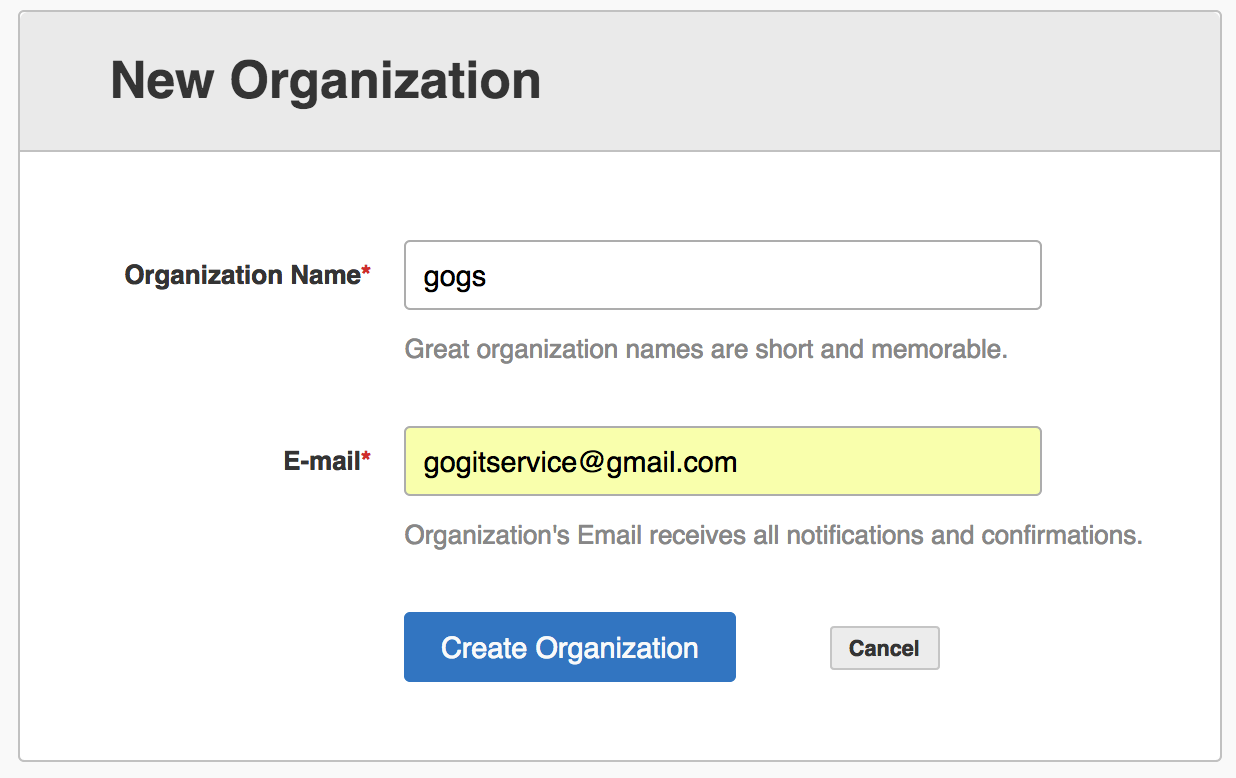 New Organization
Organization Name*
gogs
Great organization names are short and memorable.
E-mail*
gogitservice@gmail.com
Organization's Email receives all notifications and confirmations.
Create Organization
Cancel